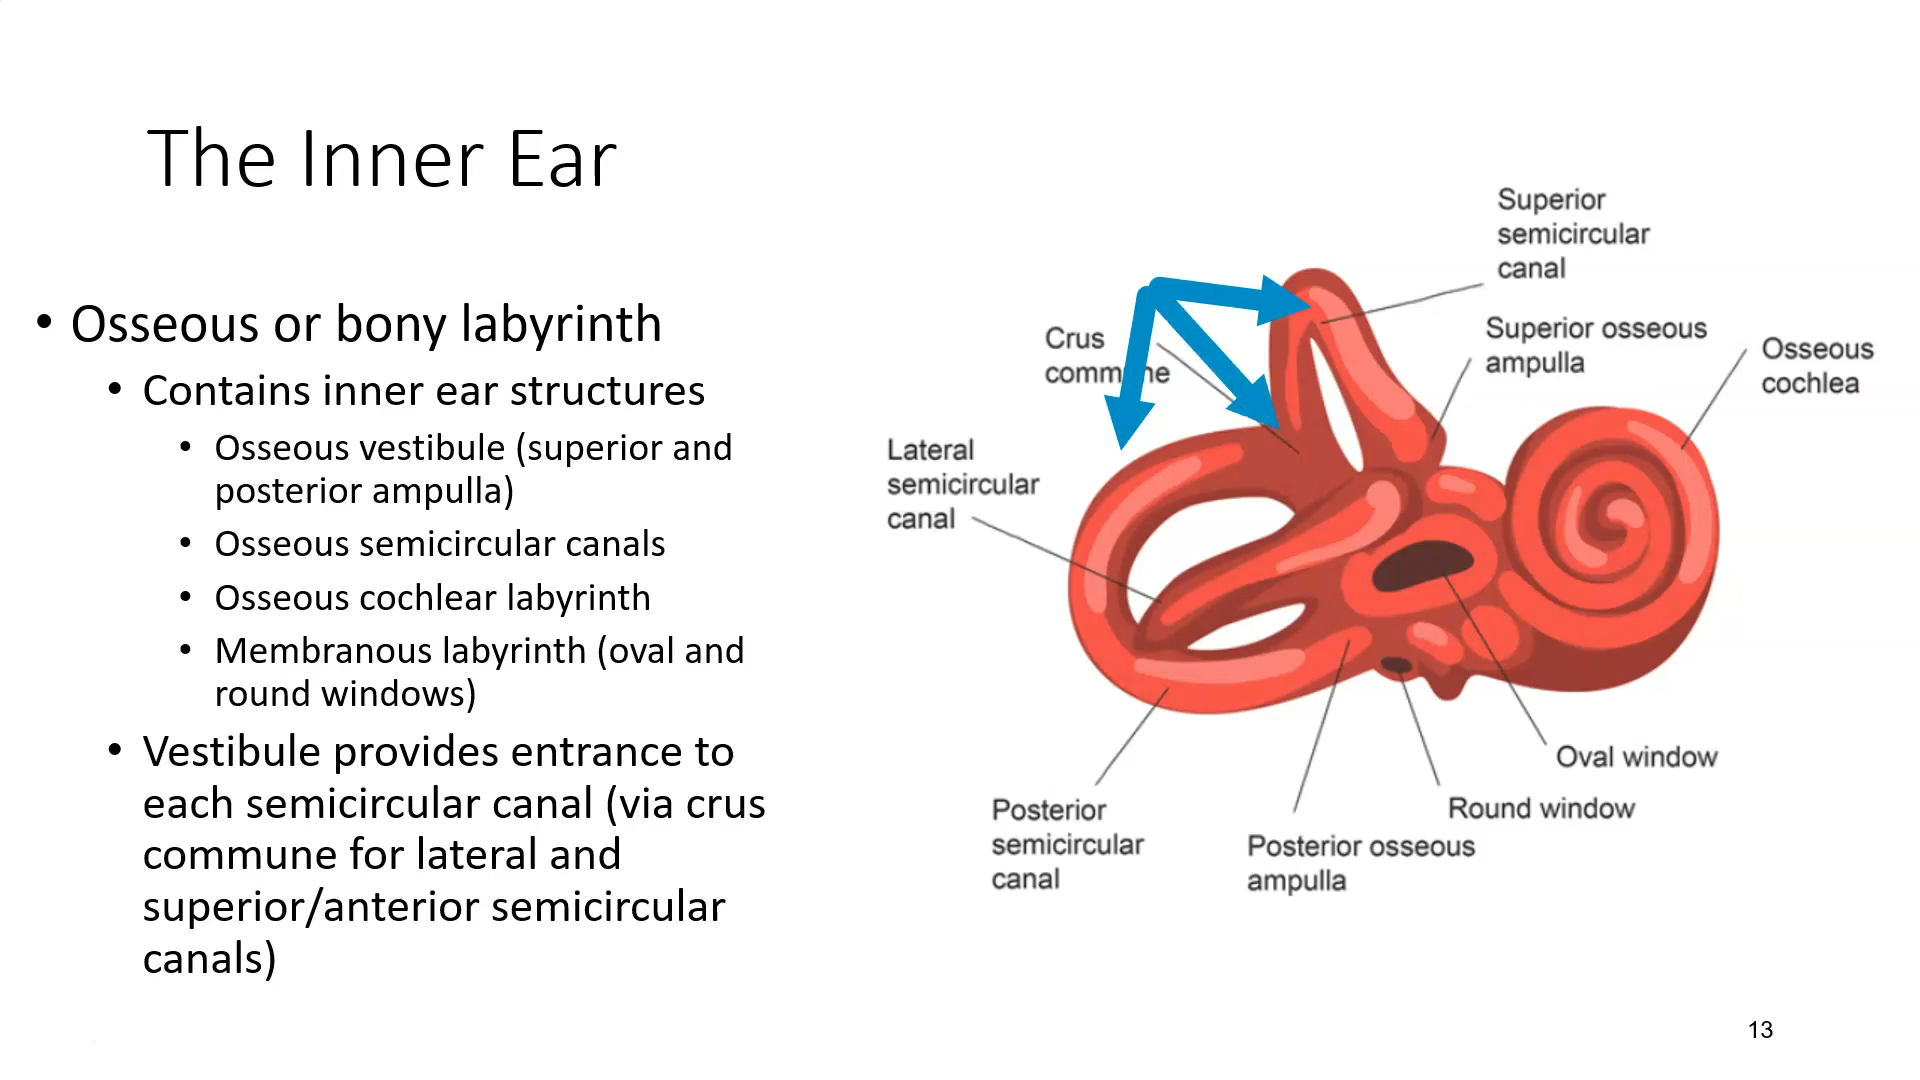 The Inner Ear
• Osseous or bony labyrinth
• Contains inner ear structures
• Osseous vestibule (superior and
posterior ampulla)
• Osseous semicircular canals
• Osseous cochlear labyrinth
• Membranous labyrinth (oval and
round windows)
• Vestibule provides entrance to
each semicircular canal (via crus
commune for lateral and
superior/anterior semicircular
canals)
Superior
semicircular
canal
Superior osseous
ampulla
Osseous
cochlea
Crus
commune
Lateral
semicircular
canal
Oval window
Round window
Posterior osseous
ampulla
Posterior
semicircular
canal
13